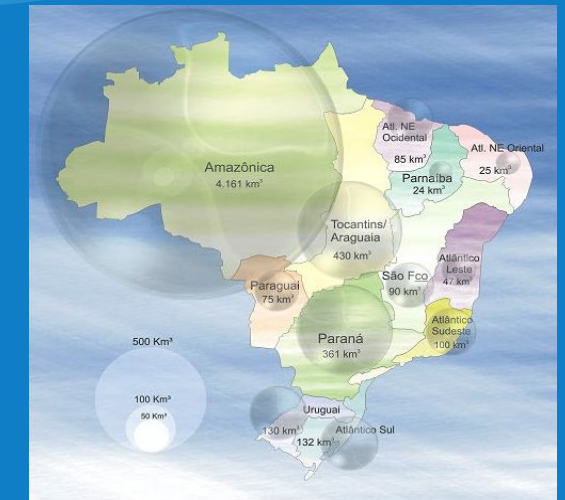 Atl. NE
Ocidental
85 km³
Atl. NE Oriental
25 km³
Amazônica
4.161 km³
Parnaíba
24 km³
Tocantins/
Araguaia
430 km³
São Fco
90 km³
Atlântico
Leste
47 km³
Paraguai
75 km³
Atlântico
Sudeste
100 km³
Paraná
361 km³
500 Km³
100 Km³
50 Km³
Uruguai
130 km³
Atlântico Sul
132 km³